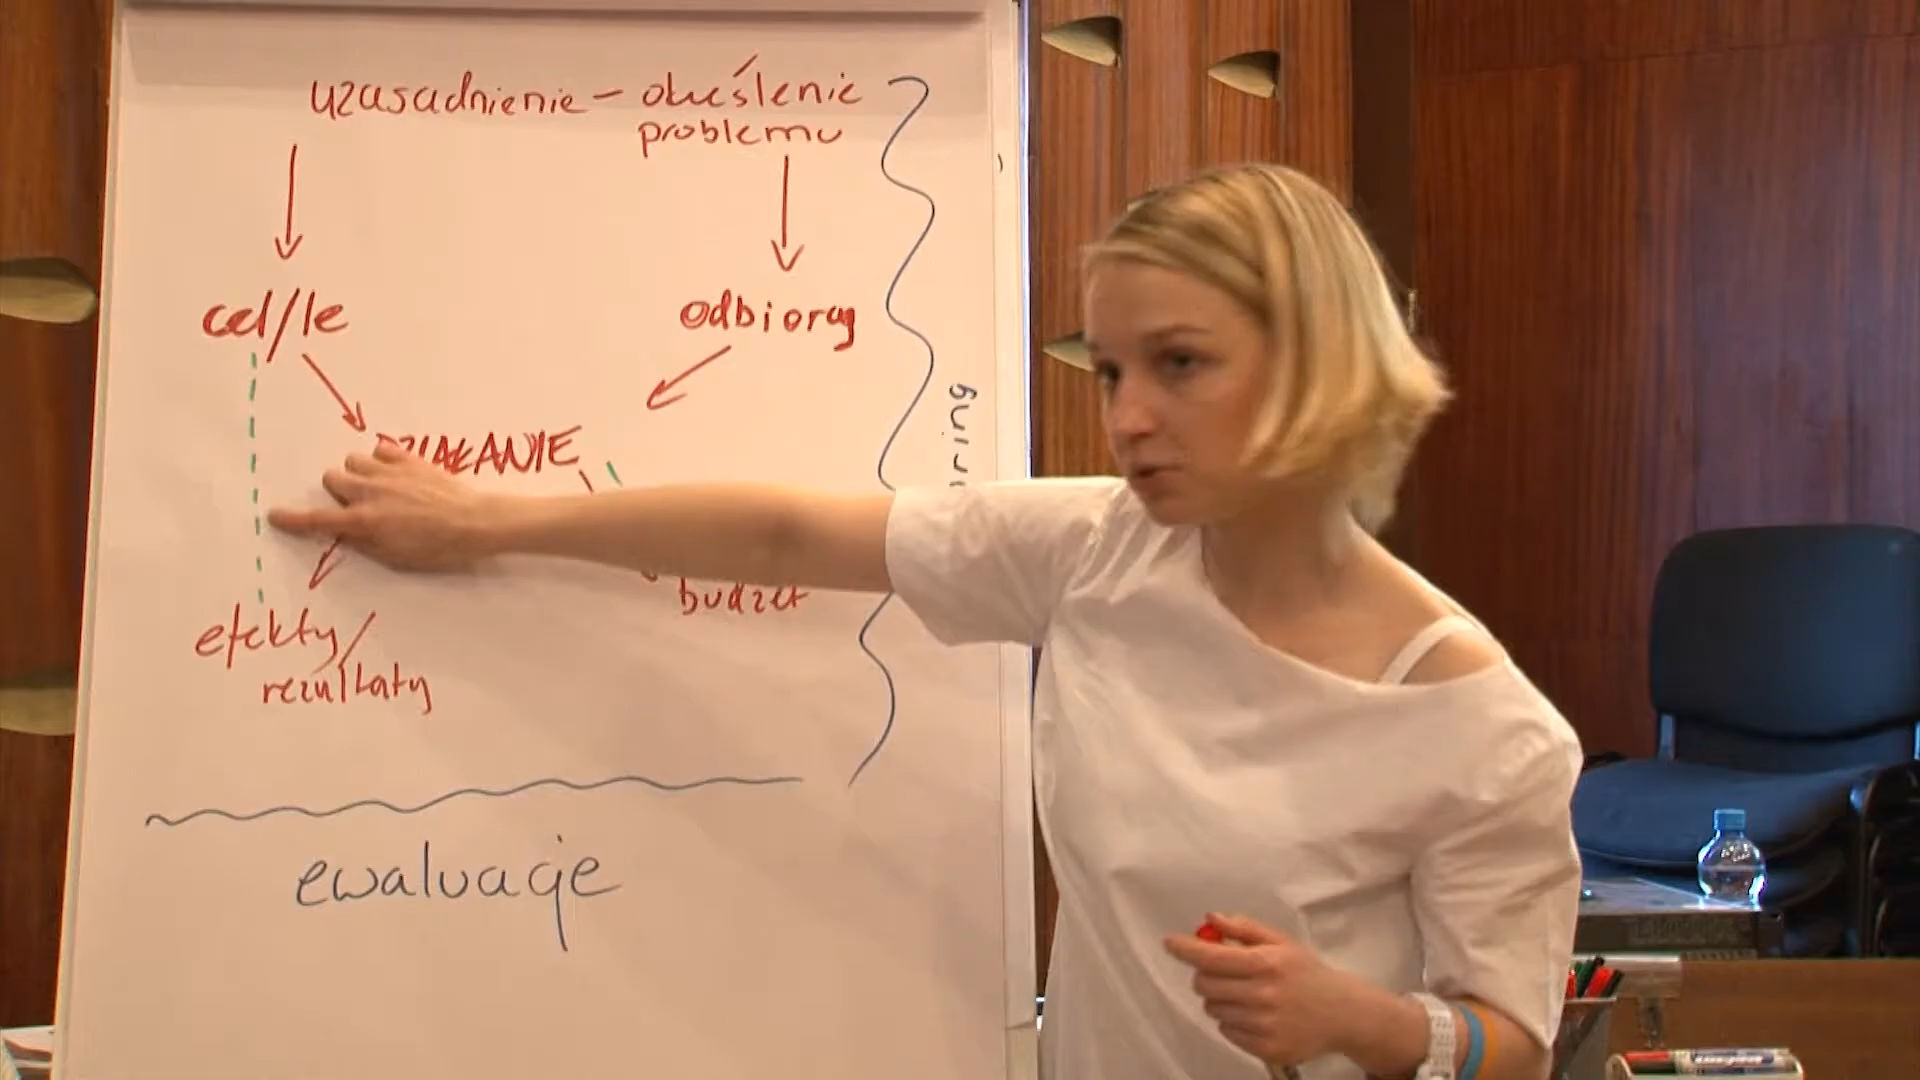 uzasadnienie – określenie
problemu
cel/le
odbiorcy
DZIAŁANIE
budżet
efekty/
rezultaty
ewaluacje